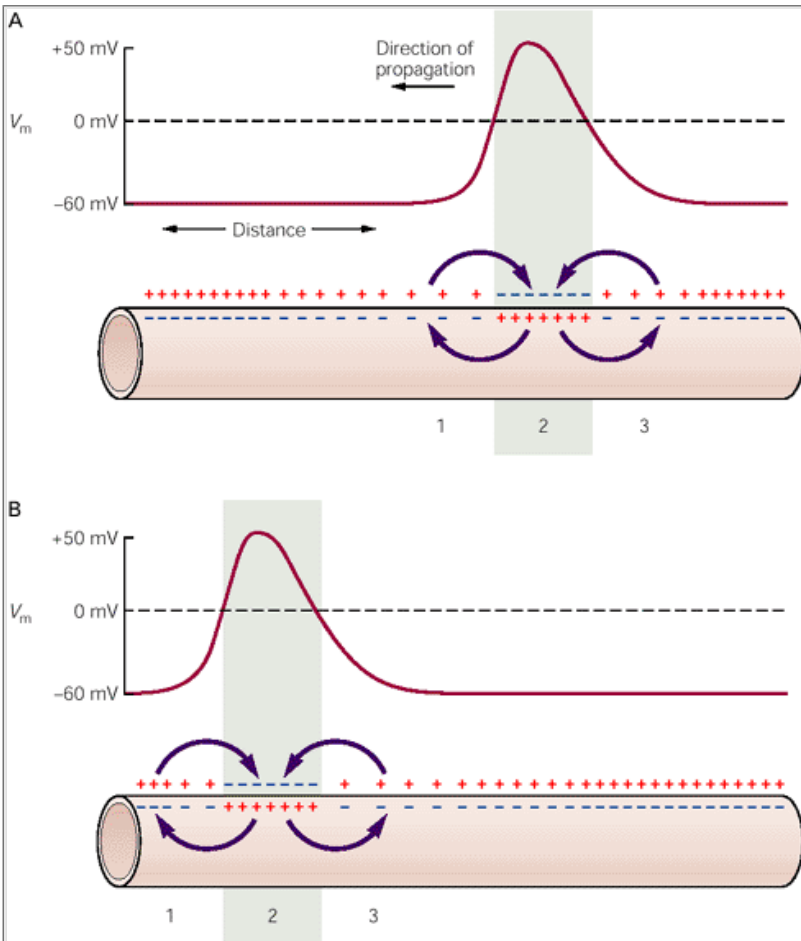 A
+50 mV
Direction of
propagation
Vm
0 mV
−60 mV
Distance
1 2 3
B
+50 mV
Vm
0 mV
−60 mV
1 2 3